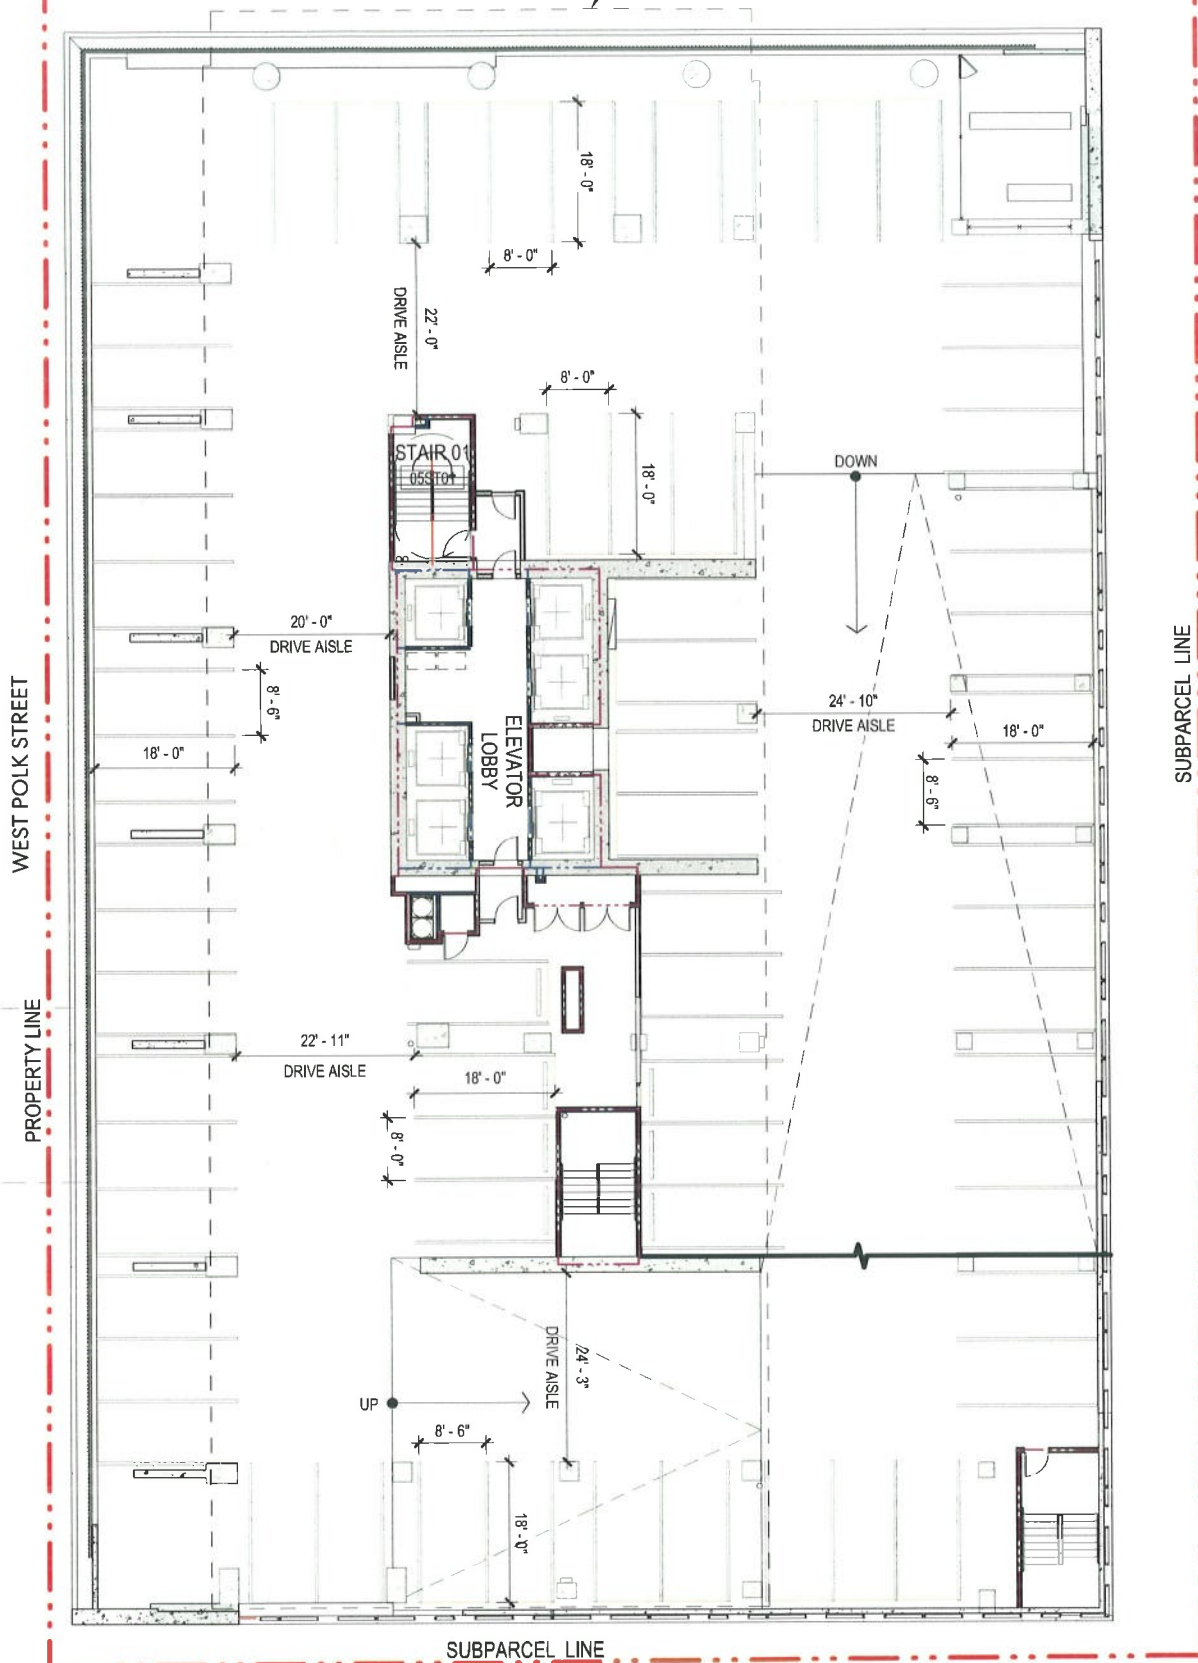 18' - 0"
8' - 0"
22' - 0"
DRIVE AISLE
8' - 0"
18' - 0"
STAIR 01
05ST01
DOWN
20' - 0"
DRIVE AISLE
8' - 6"
18' - 0"
ELEVATOR
LOBBY
24' - 10"
DRIVE AISLE
18' - 0"
8' - 6"
WEST POLK STREET
SUBPARCEL LINE
PROPERTY LINE
22' - 11"
DRIVE AISLE
18' - 0"
8' - 0"
24' - 3"
DRIVE AISLE
UP
8' - 6"
18' - 0"
SUBPARCEL LINE